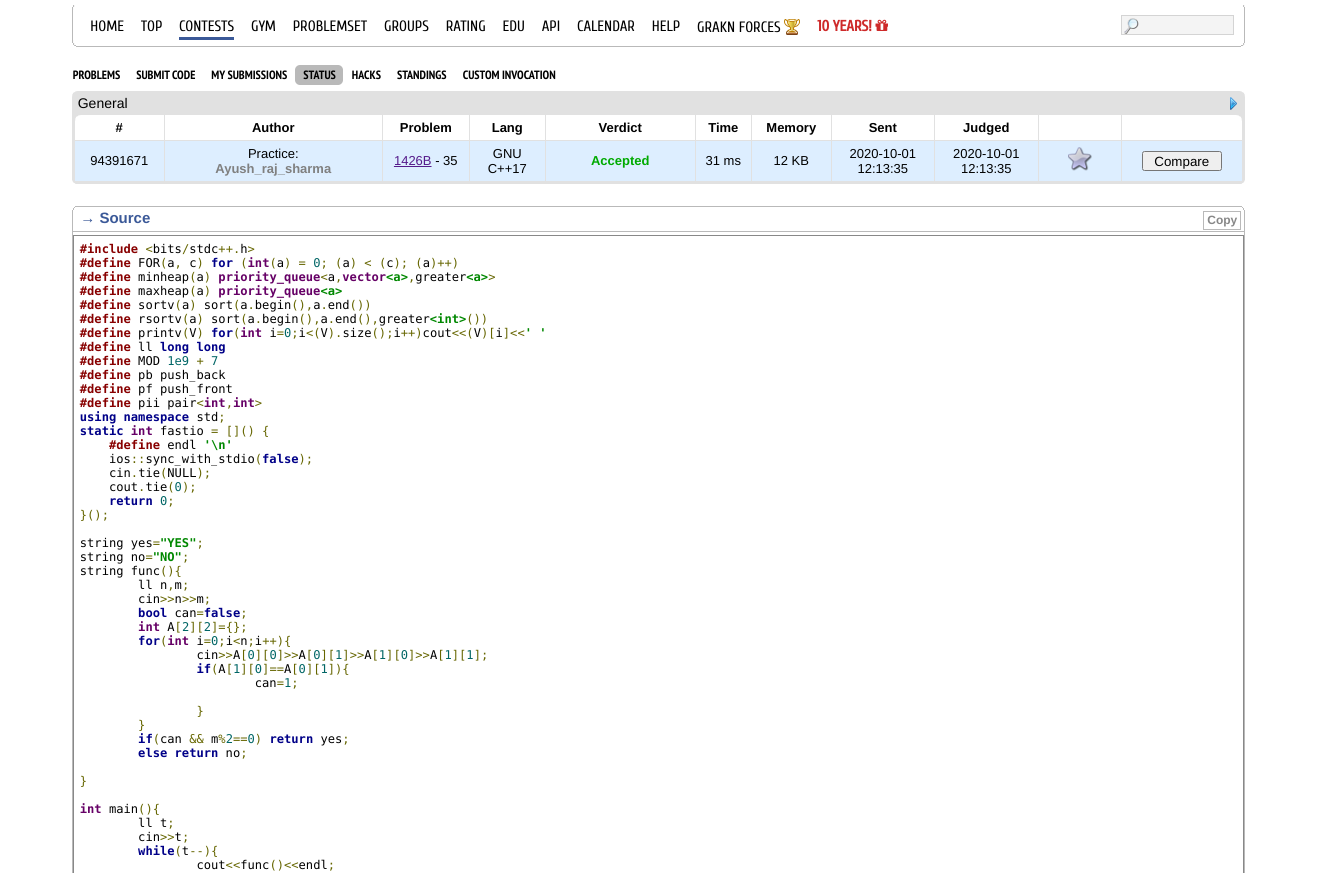 HOME TOP CONTESTS GYM PROBLEMSET GROUPS RATING EDU API CALENDAR HELP GRAKN FORCES 10 YEARS!
PROBLEMS SUBMIT CODE MY SUBMISSIONS STATUS HACKS STANDINGS CUSTOM INVOCATION
General
# Author Problem Lang Verdict Time Memory Sent Judged
94391671 Practice: Ayush_raj_sharma 1426B - 35 GNU C++17 Accepted 31 ms 12 KB 2020-10-01 12:13:35 2020-10-01 12:13:35 Compare
→ Source Copy
#include <bits/stdc++.h>
#define FOR(a, c) for (int(a) = 0; (a) < (c); (a)++)
#define minheap(a) priority_queue<a,vector<a>,greater<a>>
#define maxheap(a) priority_queue<a>
#define sortv(a) sort(a.begin(),a.end())
#define rsortv(a) sort(a.begin(),a.end(),greater<int>())
#define printv(V) for(int i=0;i<(V).size();i++)cout<<(V)[i]<<' '
#define ll long long
#define MOD 1e9 + 7
#define pb push_back
#define pf push_front
#define pii pair<int,int>
using namespace std;
static int fastio = []() {
    #define endl '\n'
    ios::sync_with_stdio(false);
    cin.tie(NULL);
    cout.tie(0);
    return 0;
}();
string yes="YES";
string no="NO";
string func(){
        ll n,m;
        cin>>n>>m;
        bool can=false;
        int A[2][2]={};
        for(int i=0;i<n;i++){
                cin>>A[0][0]>>A[0][1]>>A[1][0]>>A[1][1];
                if(A[1][0]==A[0][1]){
                        can=1;
                }
        }
        if(can && m%2==0) return yes;
        else return no;
}
int main(){
        ll t;
        cin>>t;
        while(t--){
                cout<<func()<<endl;